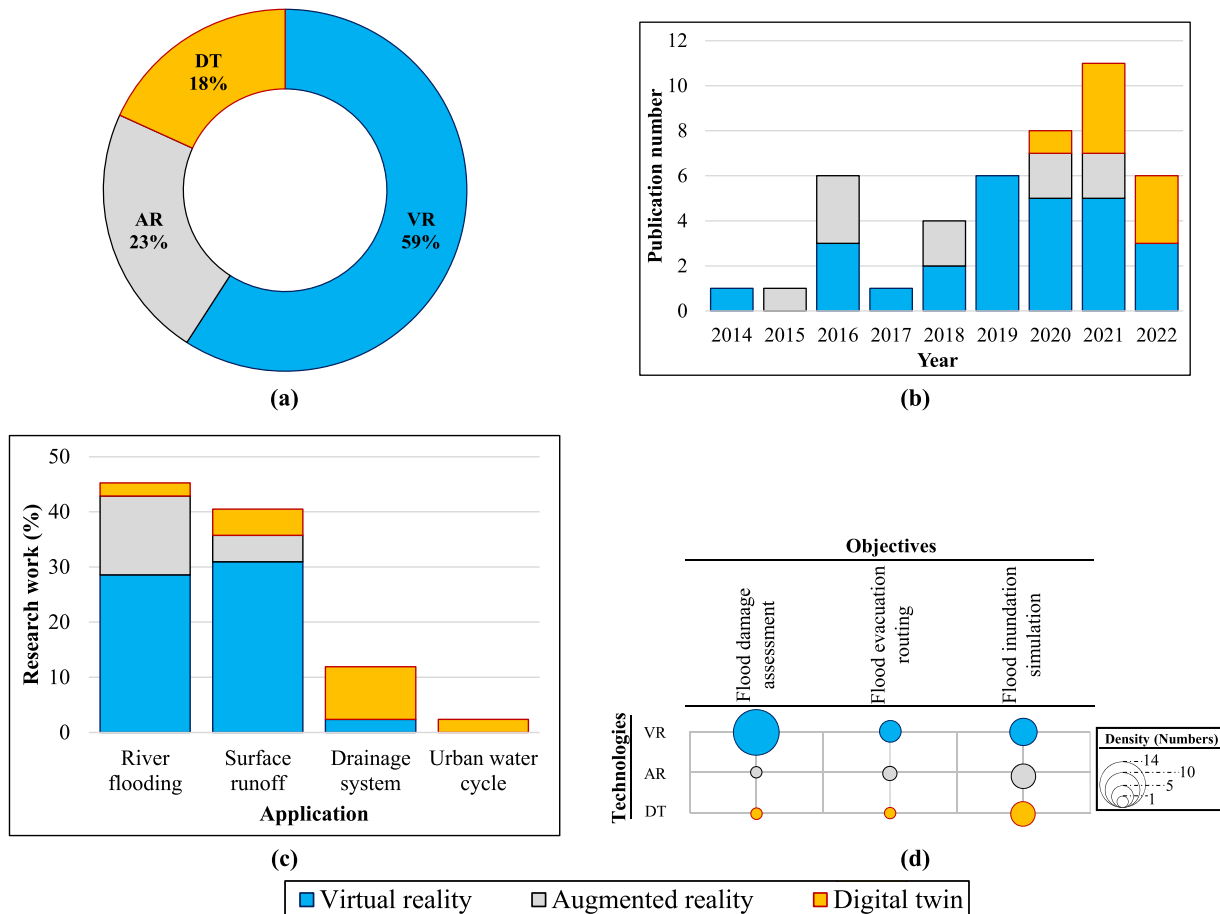 DT
18%
AR
23%
VR
59%
(a)
Publication number
12
10
8
6
4
2
0
2014 2015 2016 2017 2018 2019 2020 2021 2022
Year
(b)
Research work (%)
50
40
30
20
10
0
River flooding
Surface runoff
Drainage system
Urban water cycle
Application
(c)
Objectives
Flood damage assessment
Flood evacuation routing
Flood inundation simulation
Technologies
VR
AR
DT
Density (Numbers)
14
10
5
1
(d)
Virtual reality
Augmented reality
Digital twin